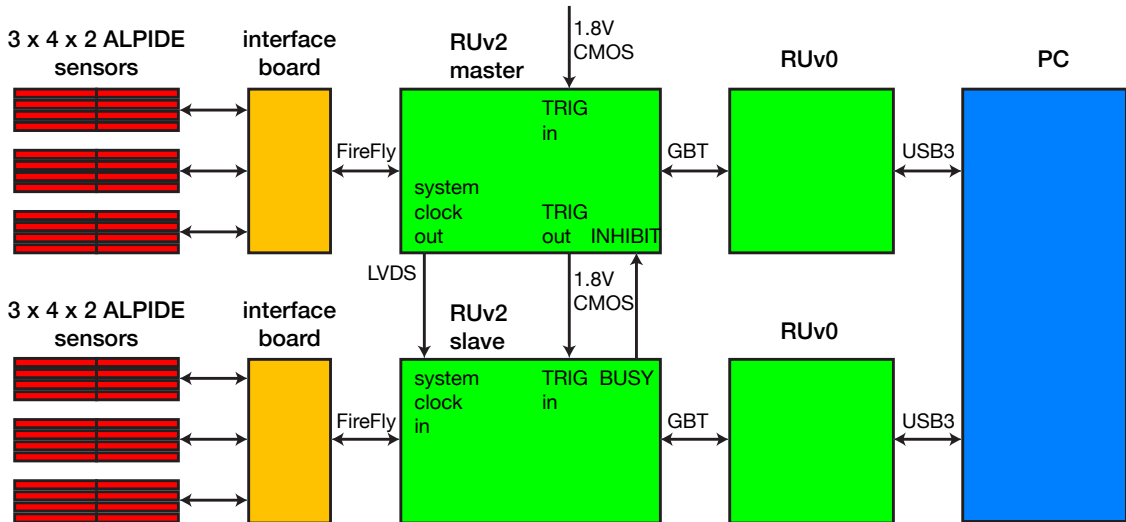 3 x 4 x 2 ALPIDE
sensors
interface
board
RUv2
master
1.8V
CMOS
RUv0
PC
TRIG
in
FireFly
GBT
USB3
system
clock
out
TRIG
out INHIBIT
LVDS
1.8V
CMOS
3 x 4 x 2 ALPIDE
sensors
interface
board
RUv2
slave
RUv0
system
clock
in
TRIG BUSY
in
FireFly
GBT
USB3